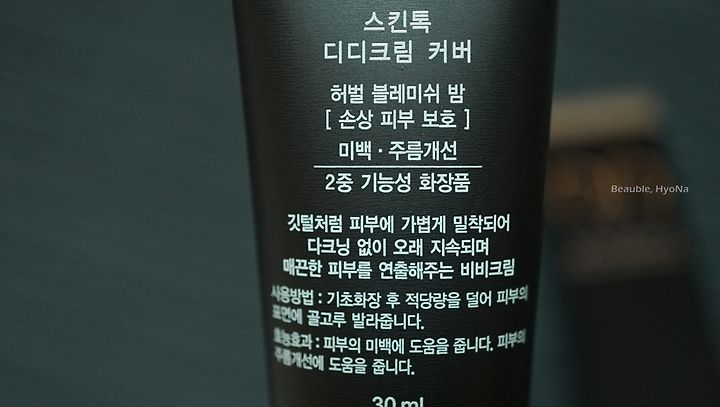 스킨톡
디디크림 커버
허벌 블레미쉬 밤
[ 손상 피부 보호 ]
미백 · 주름개선
2중 기능성 화장품
깃털처럼 피부에 가볍게 밀착되어
다크닝 없이 오래 지속되며
매끈한 피부를 연출해주는 비비크림
사용방법 : 기초화장 후 적당량을 덜어 피부의
표면에 골고루 발라줍니다.
효능효과 : 피부의 미백에 도움을 줍니다. 피부의
주름개선에 도움을 줍니다.
30 ml
Beauble, HyoNa